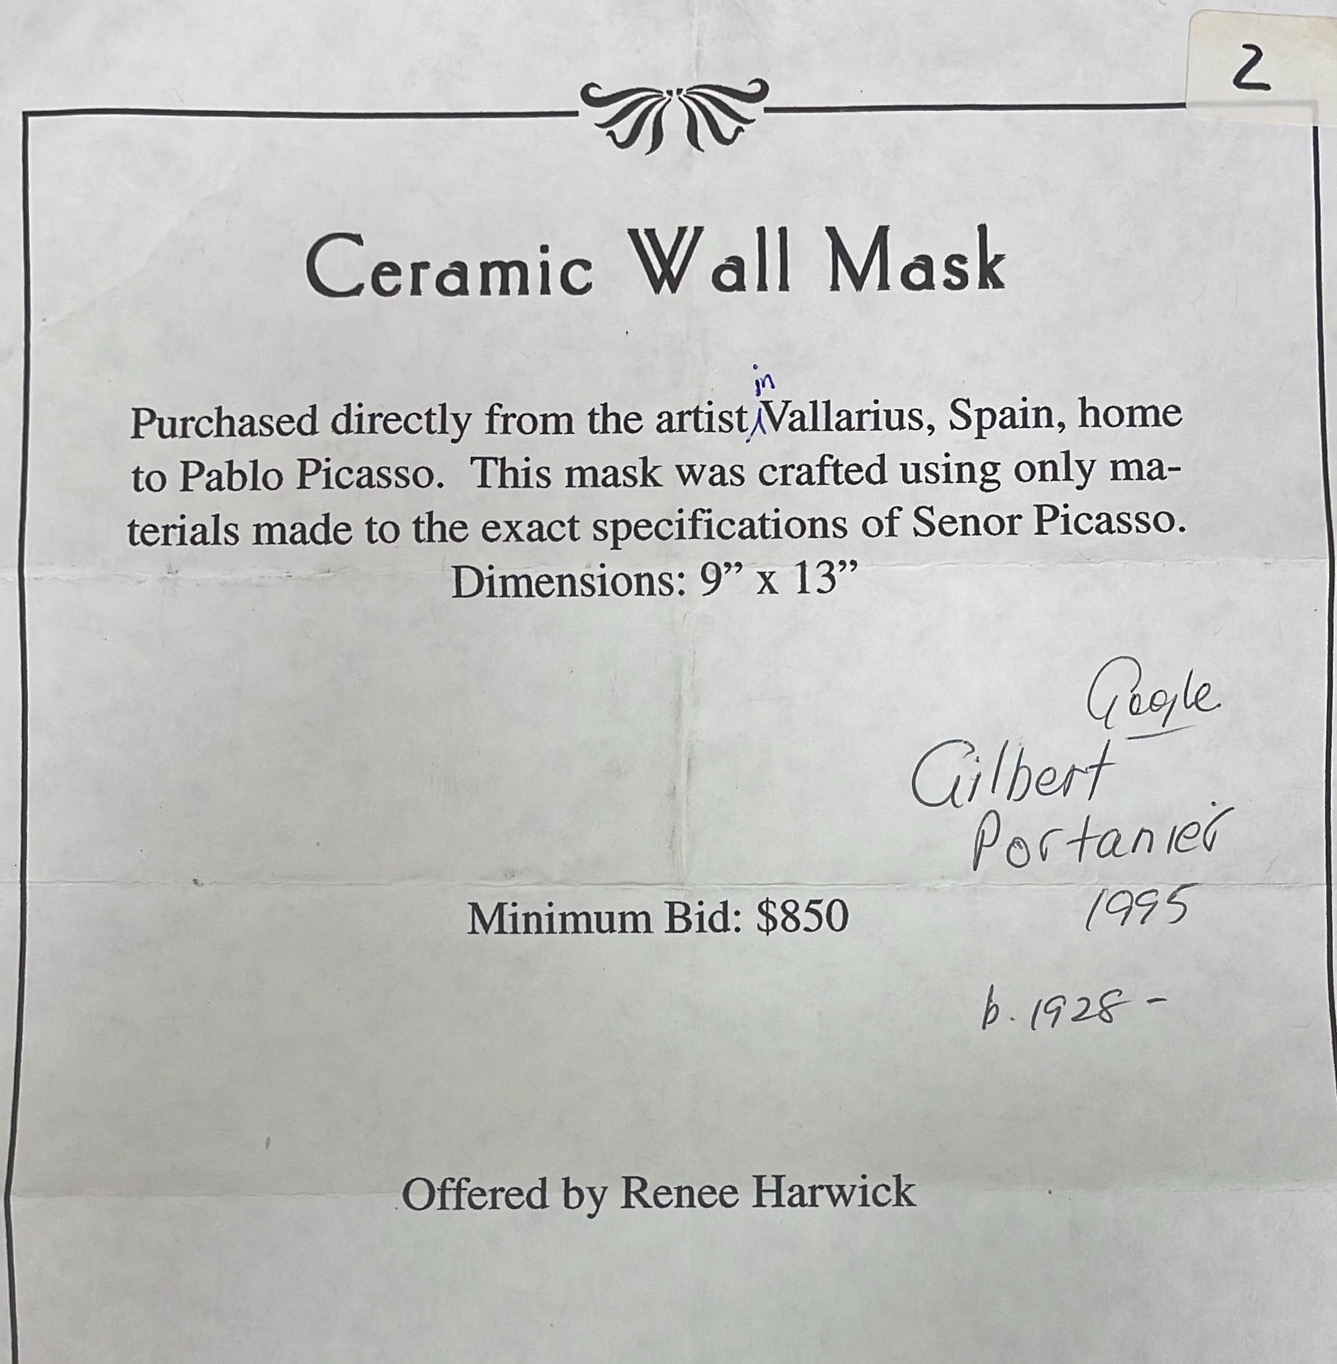 2
Ceramic Wall Mask
in
Purchased directly from the artist, Vallarius, Spain, home
to Pablo Picasso. This mask was crafted using only ma-
terials made to the exact specifications of Senor Picasso.
Dimensions: 9” x 13”
Google
Gilbert
Portanier
1995
Minimum Bid: $850
b. 1928 -
Offered by Renee Harwick